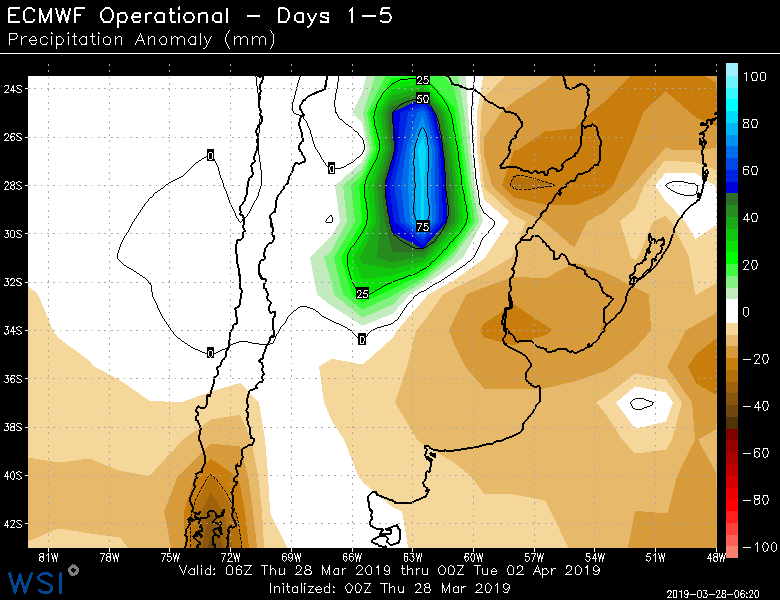 ECMWF Operational - Days 1-5
Precipitation Anomaly (mm)
25
24S
50
100
26S
80
0
0
60
28S
75
40
30S
20
32S
25
0
34S
0
0
-20
36S
-40
38S
-60
40S
-80
42S
-100
81W 78W 75W 72W 69W 66W 63W 60W 57W 54W 51W 48W
Valid: 06Z Thu 28 Mar 2019 thru 00Z Tue 02 Apr 2019
WSI
Initalized: 00Z Thu 28 Mar 2019
2019-03-28-06:20